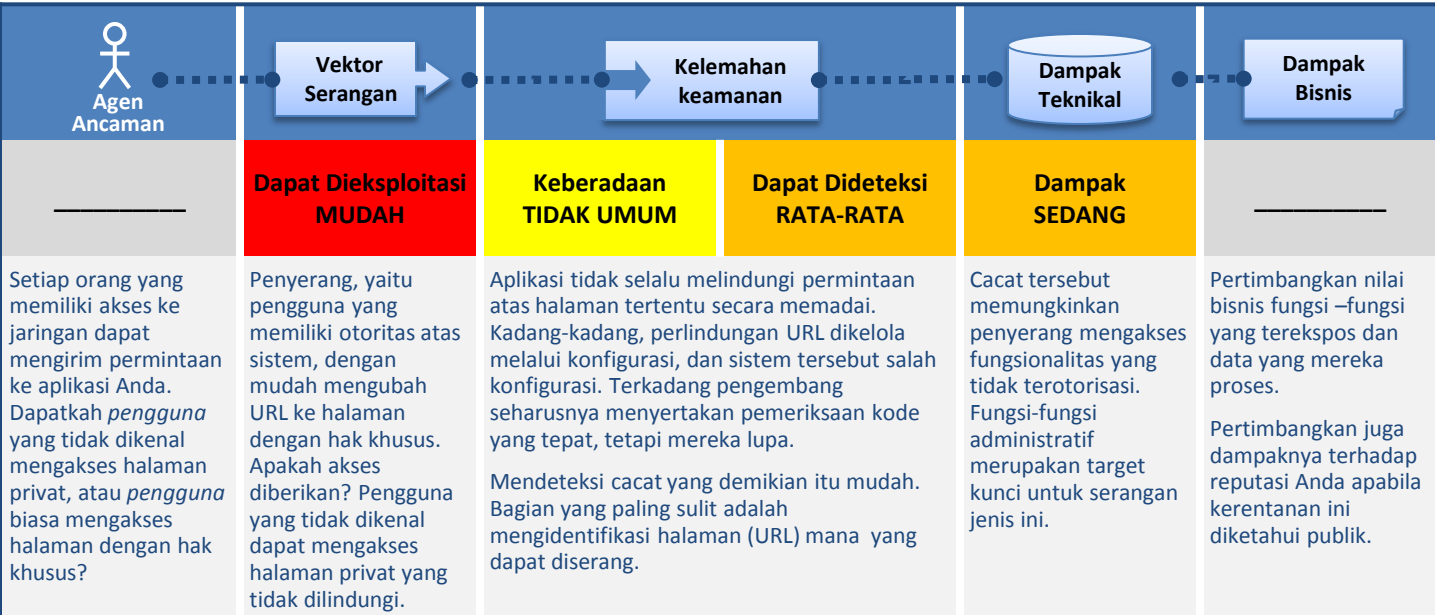 Agen
Ancaman
Vektor
Serangan
Kelemahan
keamanan
Dampak
Teknikal
Dampak
Bisnis
__________
Dapat Dieksploitasi
MUDAH
Keberadaan
TIDAK UMUM
Dapat Dideteksi
RATA-RATA
Dampak
SEDANG
__________
Setiap orang yang
memiliki akses ke
jaringan dapat
mengirim permintaan
ke aplikasi Anda.
Dapatkah pengguna
yang tidak dikenal
mengakses halaman
privat, atau pengguna
biasa mengakses
halaman dengan hak
khusus?
Penyerang, yaitu
pengguna yang
memiliki otoritas atas
sistem, dengan
mudah mengubah
URL ke halaman
dengan hak khusus.
Apakah akses
diberikan? Pengguna
yang tidak dikenal
dapat mengakses
halaman privat yang
tidak dilindungi.
Aplikasi tidak selalu melindungi permintaan
atas halaman tertentu secara memadai.
Kadang-kadang, perlindungan URL dikelola
melalui konfigurasi, dan sistem tersebut salah
konfigurasi. Terkadang pengembang
seharusnya menyertakan pemeriksaan kode
yang tepat, tetapi mereka lupa.
Mendeteksi cacat yang demikian itu mudah.
Bagian yang paling sulit adalah
mengidentifikasi halaman (URL) mana yang
dapat diserang.
Cacat tersebut
memungkinkan
penyerang mengakses
fungsionalitas yang
tidak terotorisasi.
Fungsi-fungsi
administratif
merupakan target
kunci untuk serangan
jenis ini.
Pertimbangkan nilai
bisnis fungsi –fungsi
yang terekspos dan
data yang mereka
proses.
Pertimbangkan juga
dampaknya terhadap
reputasi Anda apabila
kerentanan ini
diketahui publik.